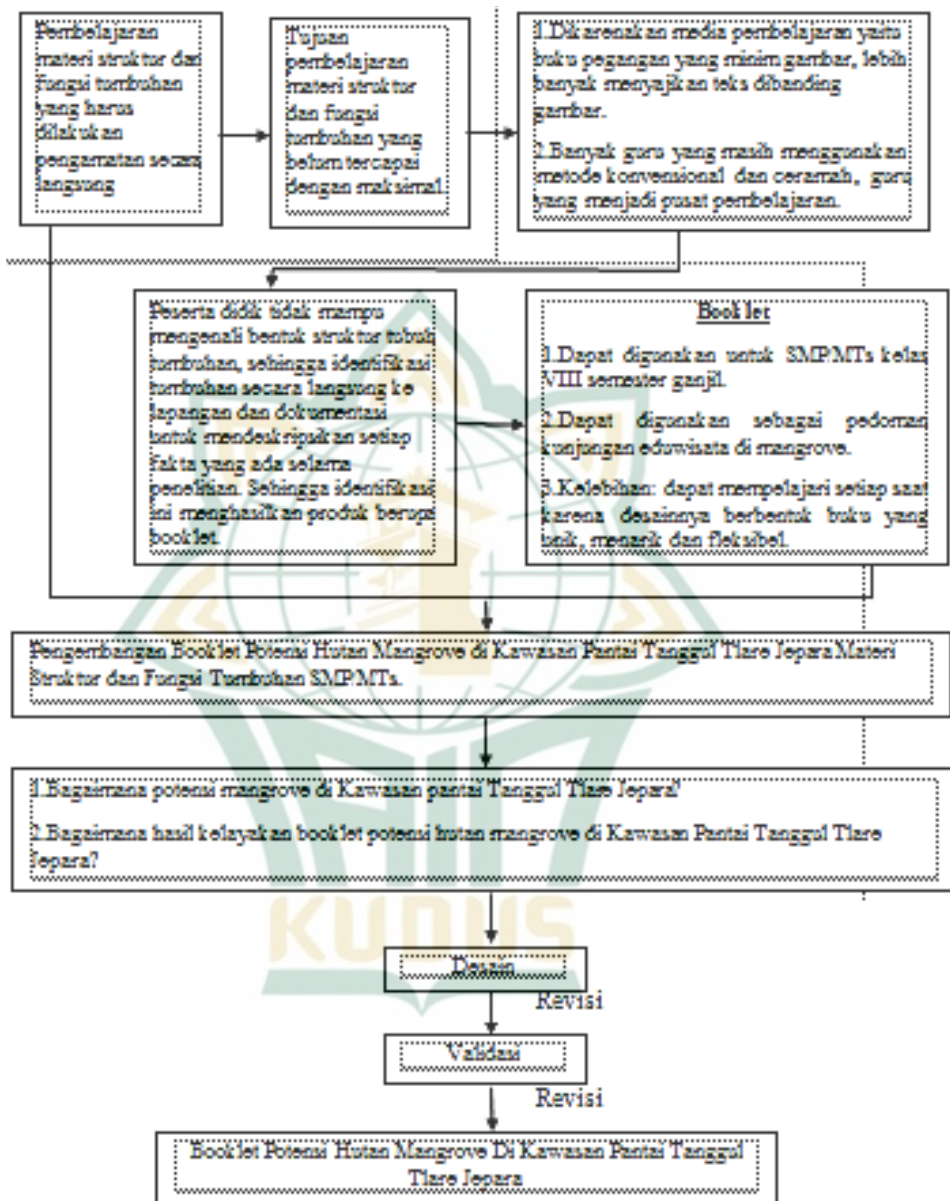 Pembelajaran
materi struktur dan
fungsi tumbuhan
yang harus
dilakukan
pengamatan secara
langsung
Tujuan
pembelajaran
materi struktur
dan fungsi
tumbuhan yang
belum tercapai
dengan maksimal.
1.Dikarenakan media pembelajaran yaitu
buku pegangan yang minim gambar, lebih
banyak menyajikan teks dibanding
gambar.
2.Banyak guru yang masih menggunakan
metode konvensional dan ceramah, guru
yang menjadi pusat pembelajaran.
Peserta didik tidak mampu
mengenali bentuk struktur tubuh
tumbuhan, sehingga identifikasi
tumbuhan secara langsung ke
lapangan dan dokumentasi
untuk mendeskripsikan setiap
fakta yang ada selama
penelitian. Sehingga identifikasi
ini menghasilkan produk berupa
booklet.
Booklet
1.Dapat digunakan untuk SMP/MTs kelas
VIII semester ganjil.
2.Dapat digunakan sebagai pedoman
kunjungan eduwisata di mangrove.
3.Kelebihan: dapat mempelajari setiap saat
karena desainnya berbentuk buku yang
unik, menarik dan fleksibel.
Pengembangan Booklet Potensi Hutan Mangrove di Kawasan Pantai Tanggul Tlare Jepara Materi
Struktur dan Fungsi Tumbuhan SMP/MTs.
1.Bagaimana potensi mangrove di Kawasan pantai Tanggul Tlare Jepara?
2.Bagaimana hasil kelayakan booklet potensi hutan mangrove di Kawasan Pantai Tanggul Tlare
Jepara?
KUDUS
Desain
Revisi
Validasi
Revisi
Booklet Potensi Hutan Mangrove Di Kawasan Pantai Tanggul
Tlare Jepara